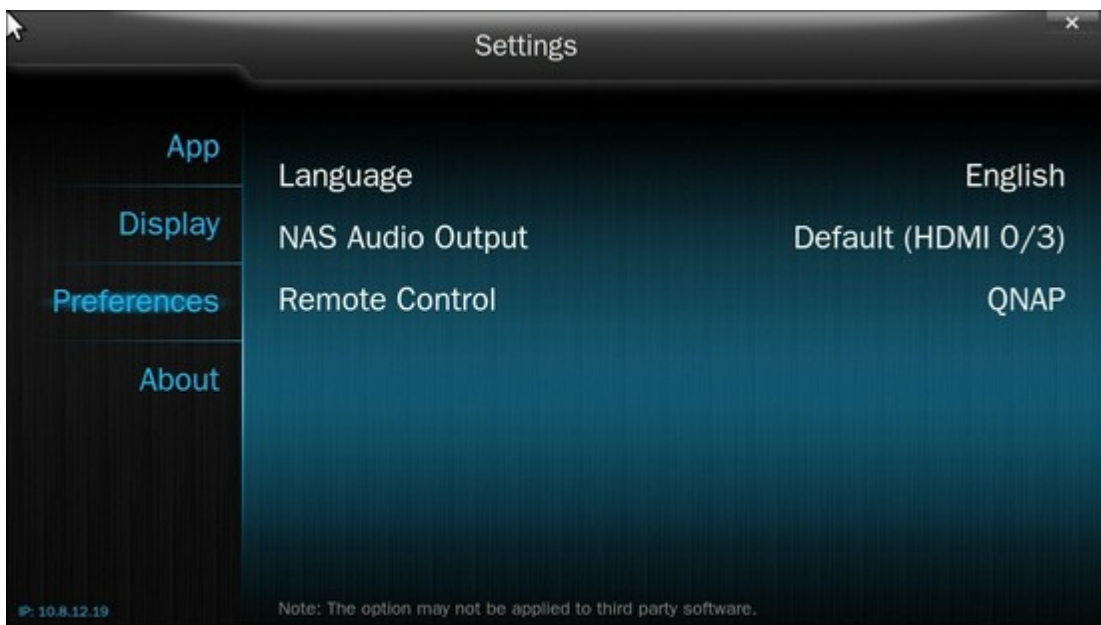 Settings
App
Display
Preferences
About
Language English
NAS Audio Output Default (HDMI 0/3)
Remote Control QNAP
IP: 10.8.12.19
Note: The option may not be applied to third party software.